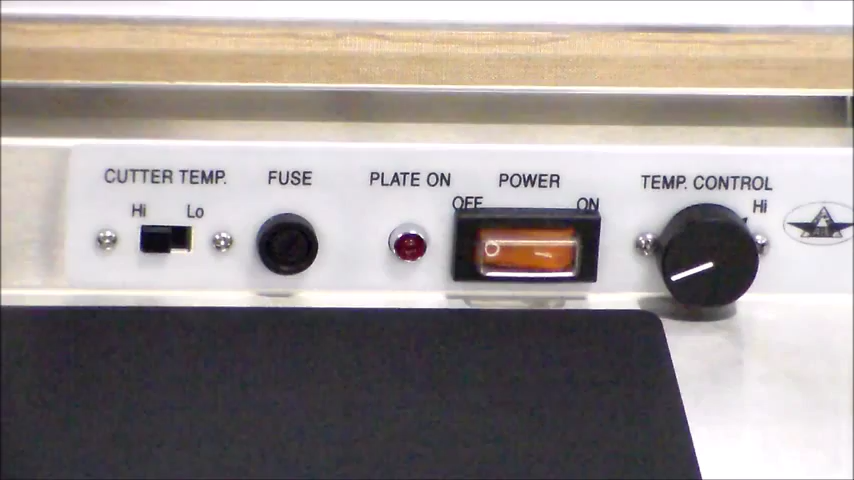 CUTTER TEMP.
Hi Lo
FUSE
PLATE ON
POWER
OFF ON
TEMP. CONTROL
Hi